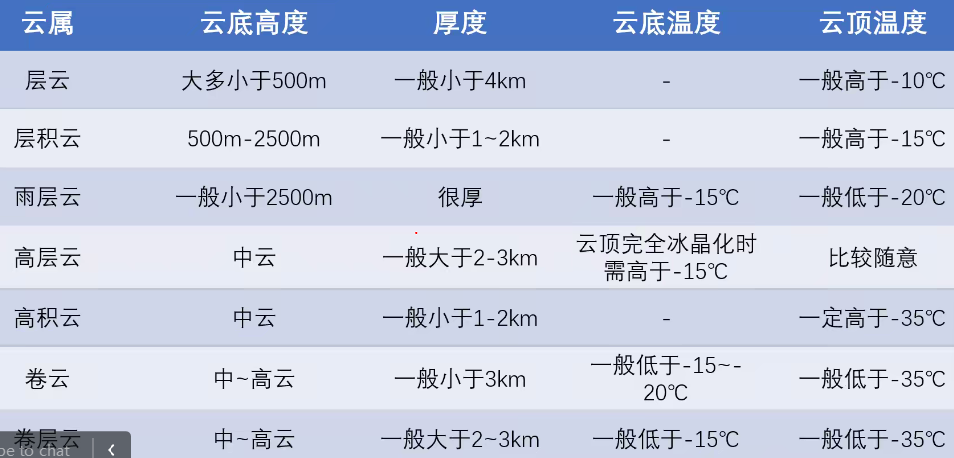 云属 云底高度 厚度 云底温度 云顶温度
层云 大多小于500m 一般小于4km - 一般高于-10℃
层积云 500m-2500m 一般小于1~2km - 一般高于-15℃
雨层云 一般小于2500m 很厚 一般高于-15℃ 一般低于-20℃
高层云 中云 一般大于2-3km 云顶完全冰晶化时
需高于-15℃ 比较随意
高积云 中云 一般小于1-2km - 一定高于-35℃
卷云 中~高云 一般小于3km 一般低于-15~-
20℃ 一般低于-35℃
卷层云 中~高云 一般大于2~3km 一般低于-15℃ 一般低于-35℃
pe to chat